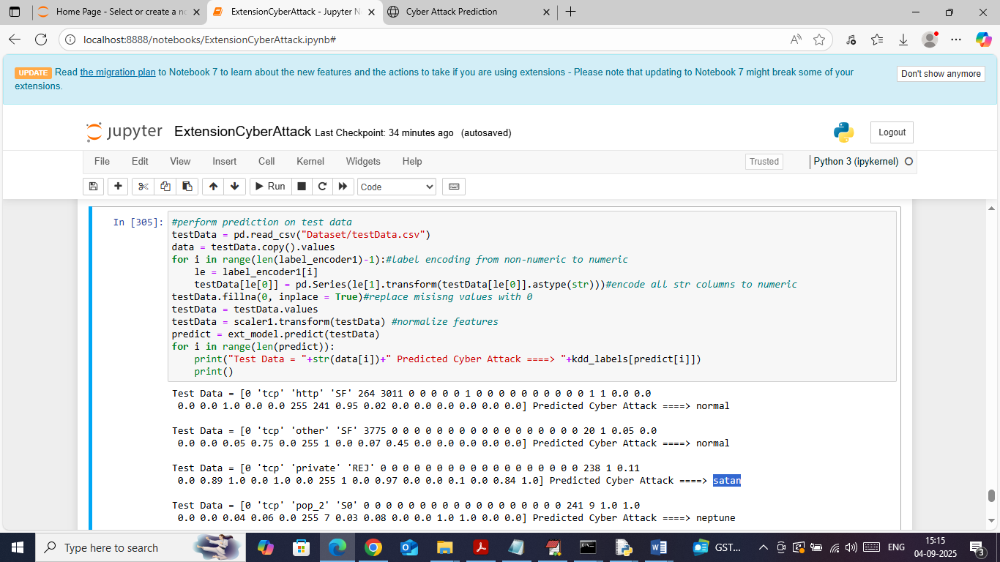 Home Page - Select or create a no
ExtensionCyberAttack - Jupyter N
Cyber Attack Prediction
localhost:8888/notebooks/ExtensionCyberAttack.ipynb#
UPDATE Read the migration plan to Notebook 7 to learn about the new features and the actions to take if you are using extensions - Please note that updating to Notebook 7 might break some of your
extensions.
Don't show anymore
jupyter ExtensionCyberAttack Last Checkpoint: 34 minutes ago (autosaved)
Logout
File Edit View Insert Cell Kernel Widgets Help
Trusted
Python 3 (ipykernel)
Run
Code
In [305]: #perform prediction on test data
testData = pd.read_csv("Dataset/testData.csv")
data = testData.copy().values
for i in range(len(label_encoder1)-1):#label encoding from non-numeric to numeric
    le = label_encoder1[i]
    testData[le[0]] = pd.Series(le[1].transform(testData[le[0]].astype(str)))#encode all str columns to numeric
testData.fillna(0, inplace = True)#replace misisng values with 0
testData = testData.values
testData = scaler1.transform(testData) #normalize features
predict = ext_model.predict(testData)
for i in range(len(predict)):
    print("Test Data = "+str(data[i])+" Predicted Cyber Attack ====> "+kdd_labels[predict[i]])
    print()
Test Data = [0 'tcp' 'http' 'SF' 264 3011 0 0 0 0 0 1 0 0 0 0 0 0 0 0 0 0 1 1 0.0 0.0
 0.0 0.0 1.0 0.0 0.0 255 241 0.95 0.02 0.0 0.0 0.0 0.0 0.0 0.0] Predicted Cyber Attack ====> normal
Test Data = [0 'tcp' 'other' 'SF' 3775 0 0 0 0 0 0 0 0 0 0 0 0 0 0 0 0 0 20 1 0.05 0.0
 0.0 0.0 0.05 0.75 0.0 255 1 0.0 0.07 0.45 0.0 0.0 0.0 0.0 0.0] Predicted Cyber Attack ====> normal
Test Data = [0 'tcp' 'private' 'REJ' 0 0 0 0 0 0 0 0 0 0 0 0 0 0 0 0 0 0 238 1 0.11
 0.0 0.89 1.0 0.0 1.0 0.0 255 1 0.0 0.97 0.0 0.0 0.1 0.0 0.84 1.0] Predicted Cyber Attack ====> satan
Test Data = [0 'tcp' 'pop_2' 'S0' 0 0 0 0 0 0 0 0 0 0 0 0 0 0 0 0 0 0 241 9 1.0 1.0
 0.0 0.0 0.04 0.06 0.0 255 7 0.03 0.08 0.0 0.0 1.0 1.0 0.0 0.0] Predicted Cyber Attack ====> neptune
Type here to search
GST...
ENG
15:15
04-09-2025
3